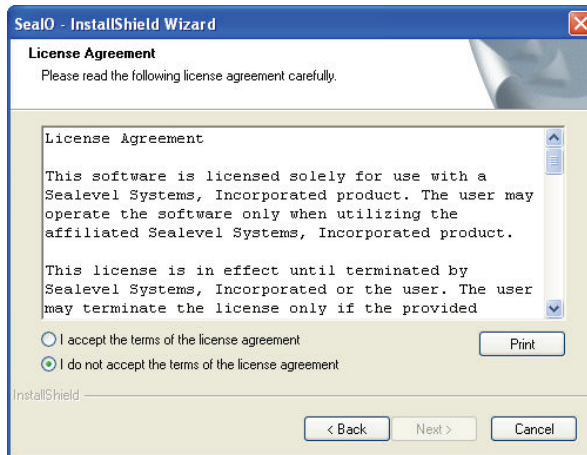 SeaIO - InstallShield Wizard
License Agreement
Please read the following license agreement carefully.
License Agreement
This software is licensed solely for use with a
Sealevel Systems, Incorporated product. The user may
operate the software only when utilizing the
affiliated Sealevel Systems, Incorporated product.
This license is in effect until terminated by
Sealevel Systems, Incorporated or the user. The user
may terminate the license only if the provided
I accept the terms of the license agreement
Print
I do not accept the terms of the license agreement
InstallShield
< Back
Next >
Cancel